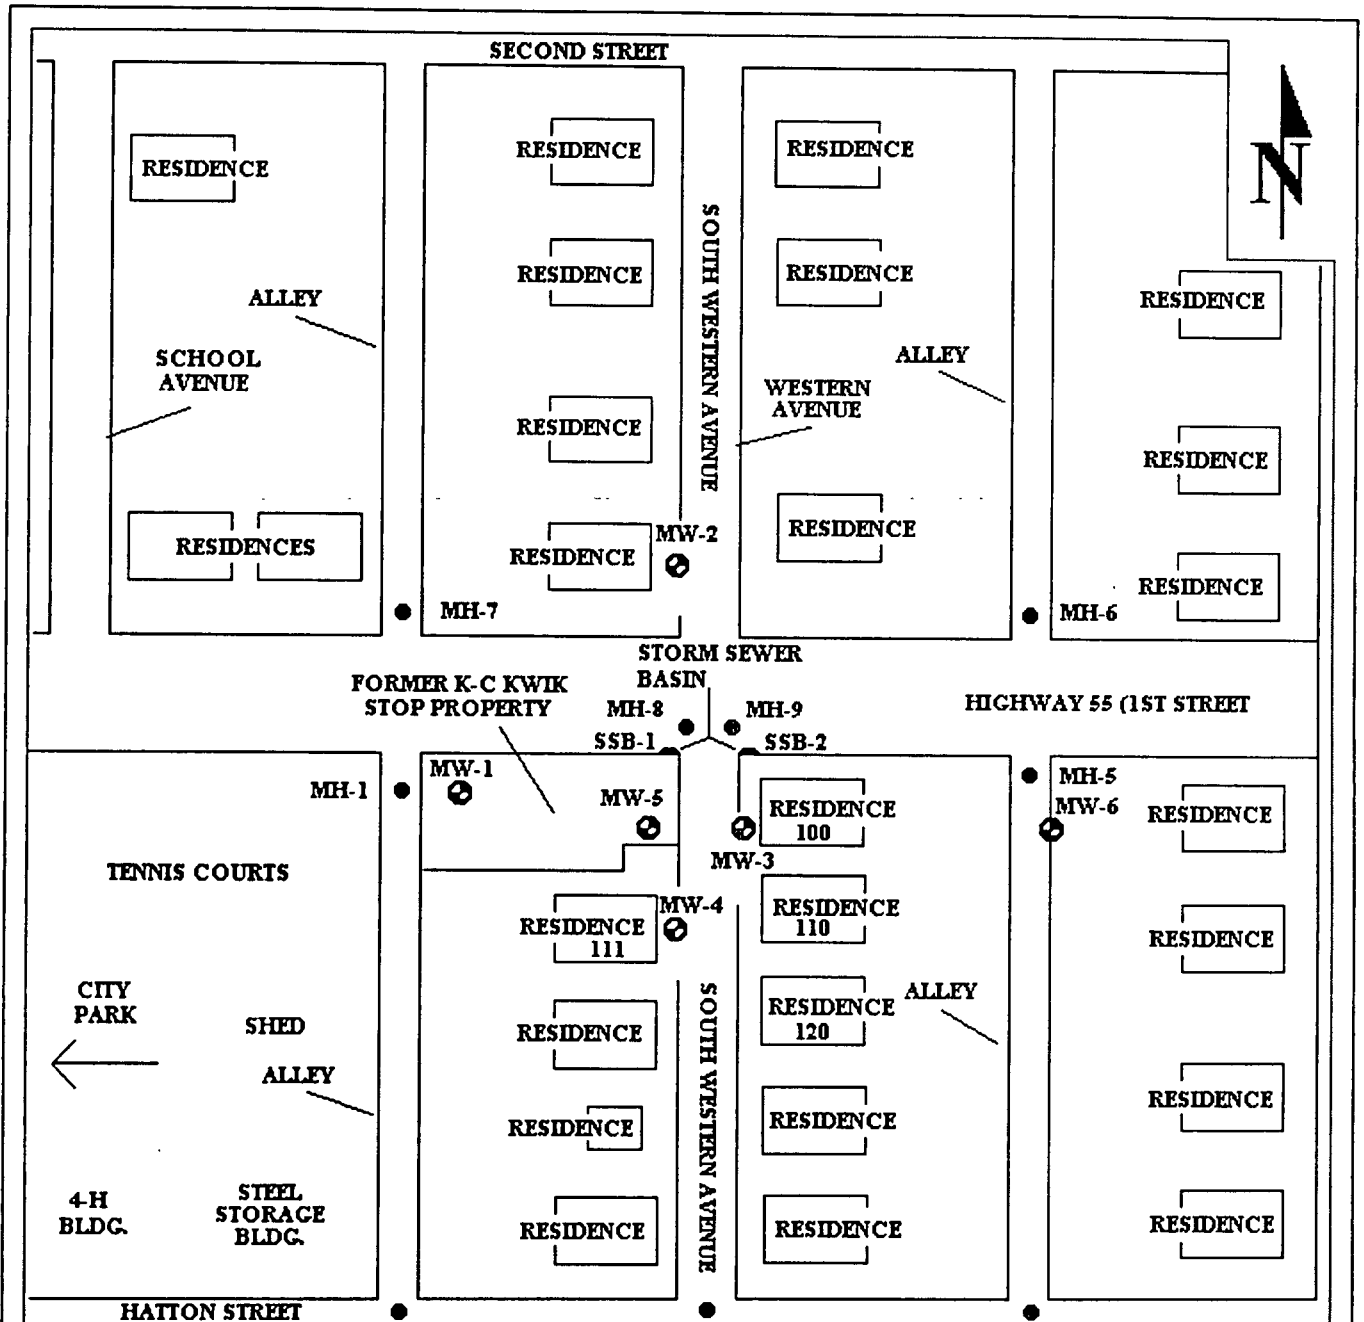 SECOND STREET
N
RESIDENCE
RESIDENCE
RESIDENCE
SOUTH WESTERN AVENUE
RESIDENCE
RESIDENCE
RESIDENCE
ALLEY
SCHOOL
AVENUE
ALLEY
WESTERN
AVENUE
RESIDENCE
RESIDENCE
RESIDENCES
RESIDENCE
MW-2
RESIDENCE
RESIDENCE
MH-7
MH-6
STORM SEWER
BASIN
FORMER K-C KWIK
STOP PROPERTY
HIGHWAY 55 (1ST STREET
MH-8
MH-9
SSB-1
SSB-2
MH-1
MW-1
MW-5
RESIDENCE
100
MH-5
MW-6
RESIDENCE
MW-3
TENNIS COURTS
MW-4
RESIDENCE
111
RESIDENCE
110
RESIDENCE
CITY
PARK
SHED
RESIDENCE
RESIDENCE
120
ALLEY
ALLEY
SOUTH WESTERN AVENUE
RESIDENCE
RESIDENCE
RESIDENCE
4-H
BLDG.
STEEL
STORAGE
BLDG.
RESIDENCE
RESIDENCE
RESIDENCE
HATTON STREET